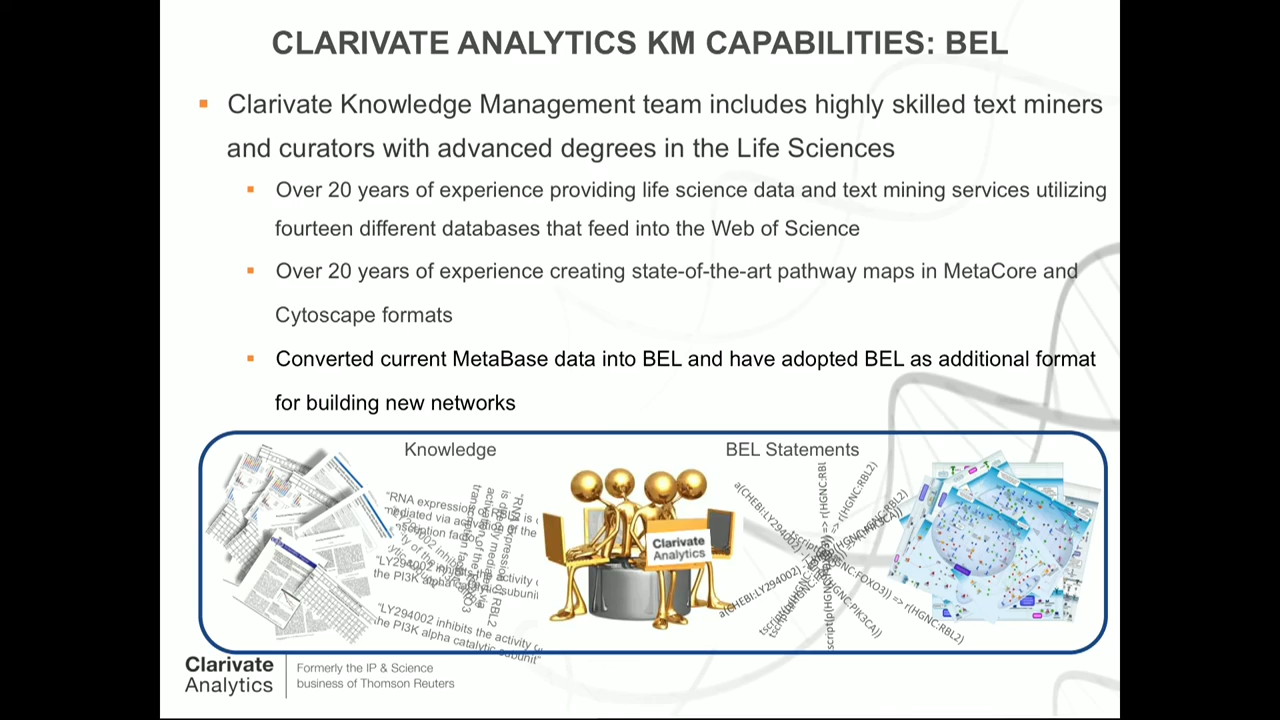 CLARIVATE ANALYTICS KM CAPABILITIES: BEL
Clarivate Knowledge Management team includes highly skilled text miners
and curators with advanced degrees in the Life Sciences
Over 20 years of experience providing life science data and text mining services utilizing
fourteen different databases that feed into the Web of Science
Over 20 years of experience creating state-of-the-art pathway maps in MetaCore and
Cytoscape formats
Converted current MetaBase data into BEL and have adopted BEL as additional format
for building new networks
Knowledge
BEL Statements
"LY294002 inhibits the activity
the PI3K alpha catalytic subunit"
Clarivate
Analytics
a(CHEBI:LY294002)
Clarivate
Analytics
Formerly the IP & Science
business of Thomson Reuters